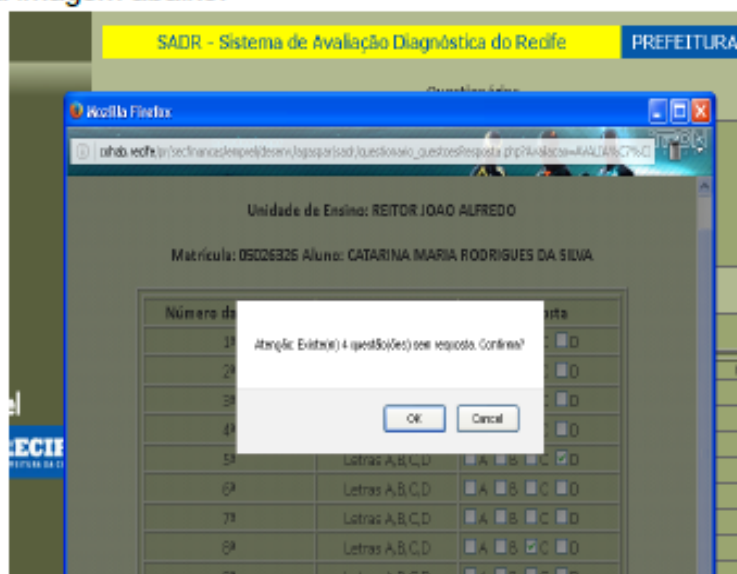 SADR - Sistema de Avaliação Diagnóstica do Recife
PREFEITURA
Mozilla Firefox
Unidade de Ensino: REITOR JOAO ALFREDO
Matrícula: 05026326 Aluno: CATARINA MARIA RODRIGUES DA SILVA
Número da
1ª
Atenção: Existe(m) 4 questão(ões) sem resposta. Confirma?
C D
2ª
D
3ª
D
4ª
D
OK Cancel
5ª Letras A,B,C,D A B C D
6ª Letras A,B,C,D A B C D
7ª Letras A,B,C,D A B C D
8ª Letras A,B,C,D A B C D